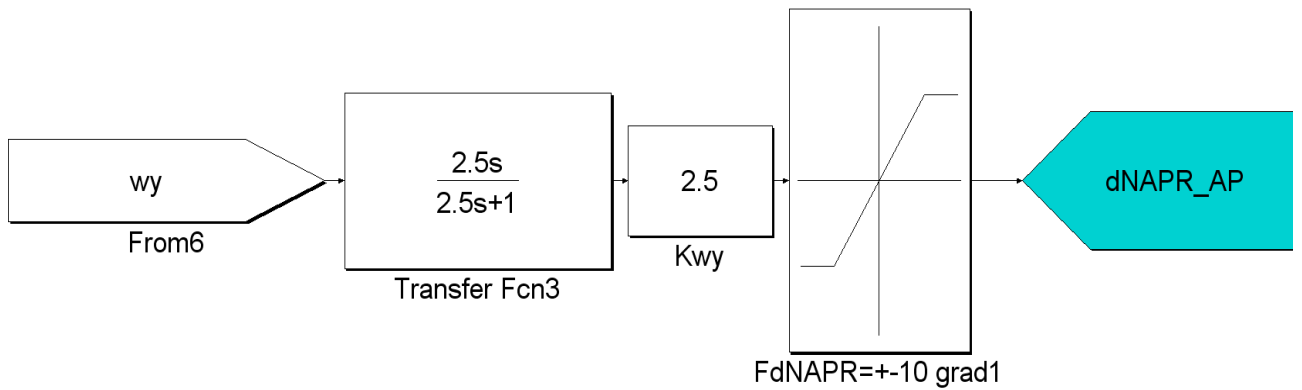 wy
From6
2.5s
2.5s+1
Transfer Fcn3
2.5
Kwy
FdNAPR=+-10 grad1
dNAPR_AP